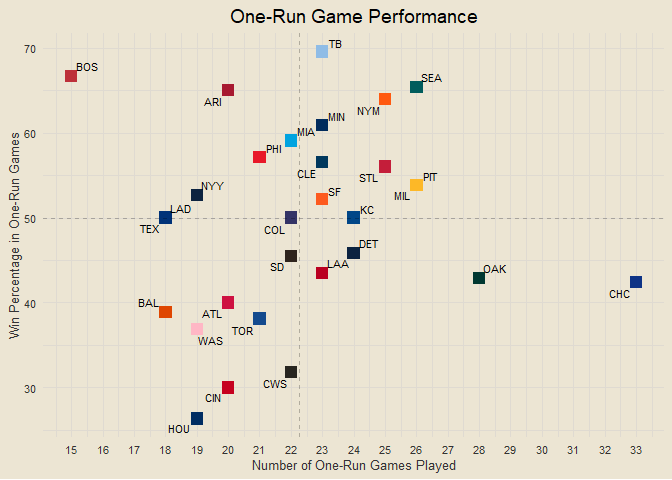 One-Run Game Performance
70
TB
BOS
SEA
ARI
NYM
MIN
60
MIA
PHI
CLE
STL
PIT
NYY
SF
MIL
LAD
KC
50
TEX
COL
DET
SD
LAA
OAK
CHC
40
BAL
ATL
TOR
WAS
CWS
30
CIN
HOU
Win Percentage in One-Run Games
15 16 17 18 19 20 21 22 23 24 25 26 27 28 29 30 31 32 33
Number of One-Run Games Played